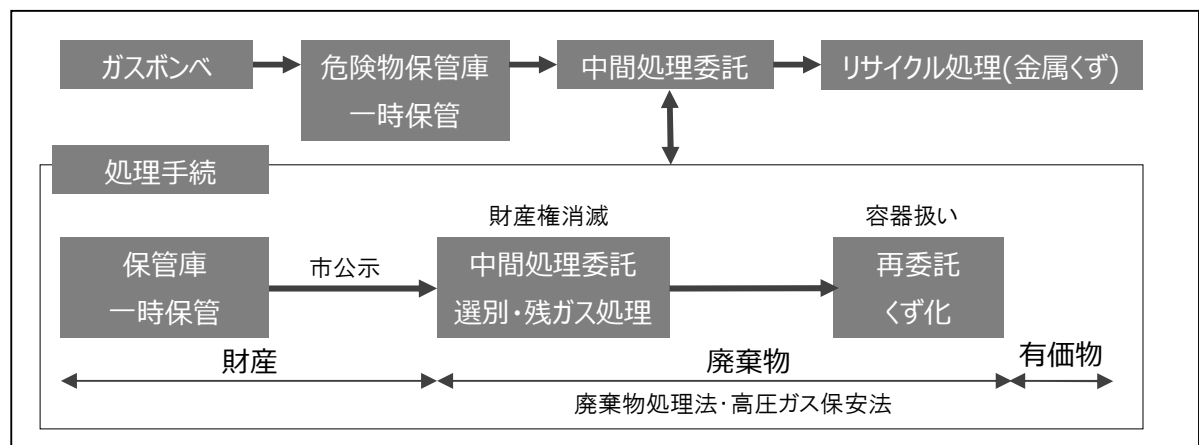 ガスボンベ
危険物保管庫
一時保管
中間処理委託
リサイクル処理(金属くず)
処理手続
財産権消滅
容器扱い
保管庫
一時保管
市公示
中間処理委託
選別・残ガス処理
再委託
くず化
財産
廃棄物
有価物
廃棄物処理法・高圧ガス保安法